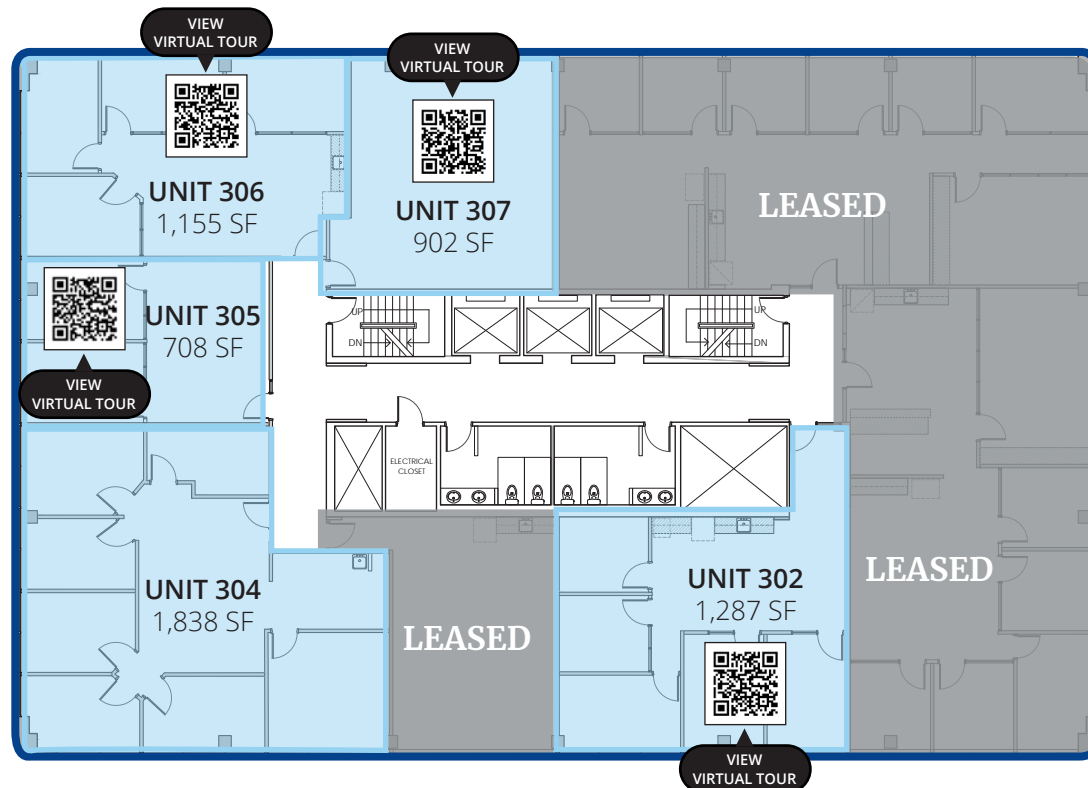 VIEW
VIRTUAL TOUR
VIEW
VIRTUAL TOUR
UNIT 306
1,155 SF
UNIT 307
902 SF
LEASED
UNIT 305
708 SF
VIEW
VIRTUAL TOUR
UP
DN
UP
DN
ELECTRICAL
CLOSET
UNIT 304
1,838 SF
LEASED
UNIT 302
1,287 SF
LEASED
VIEW
VIRTUAL TOUR